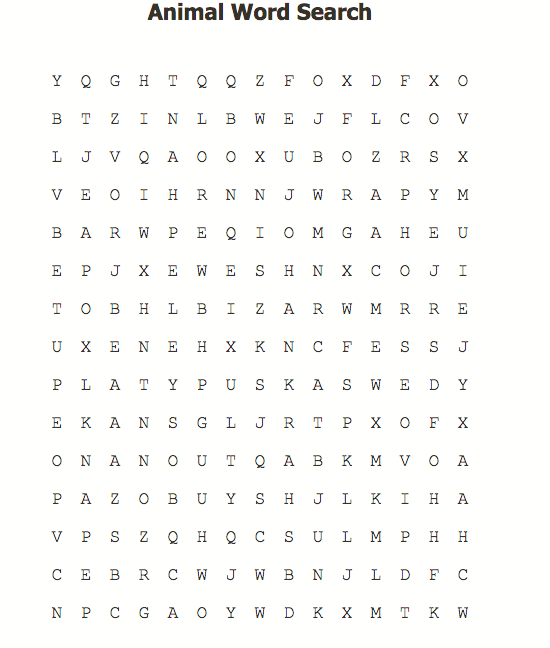 Animal Word Search
Y Q G H T Q Q Z F O X D F X O
B T Z I N L B W E J F L C O V
L J V Q A O O X U B O Z R S X
V E O I H R N N J W R A P Y M
B A R W P E Q I O M G A H E U
E P J X E W E S H N X C O J I
T O B H L B I Z A R W M R R E
U X E N E H X K N C F E S S J
P L A T Y P U S K A S W E D Y
E K A N S G L J R T P X O F X
O N A N O U T Q A B K M V O A
P A Z O B U Y S H J L K I H A
V P S Z Q H Q C S U L M P H H
C E B R C W J W B N J L D F C
N P C G A O Y W D K X M T K W